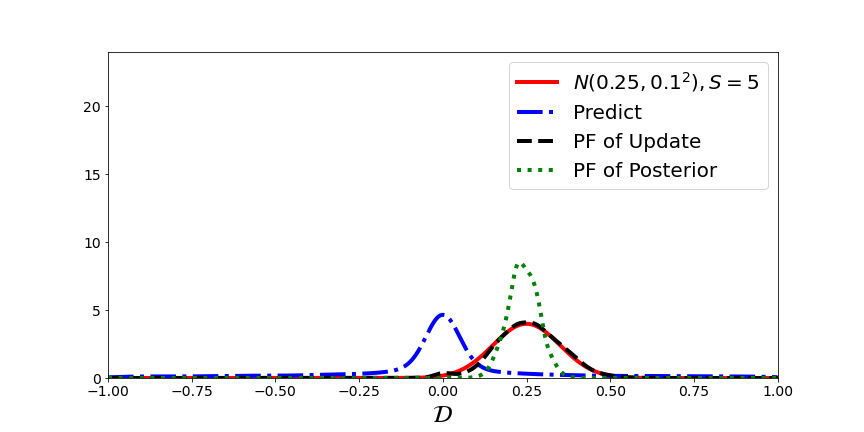 N(0.25, 0.1²), S = 5
Predict
PF of Update
PF of Posterior
20
15
10
5
0
−1.00 −0.75 −0.50 −0.25 0.00 0.25 0.50 0.75 1.00
𝒟